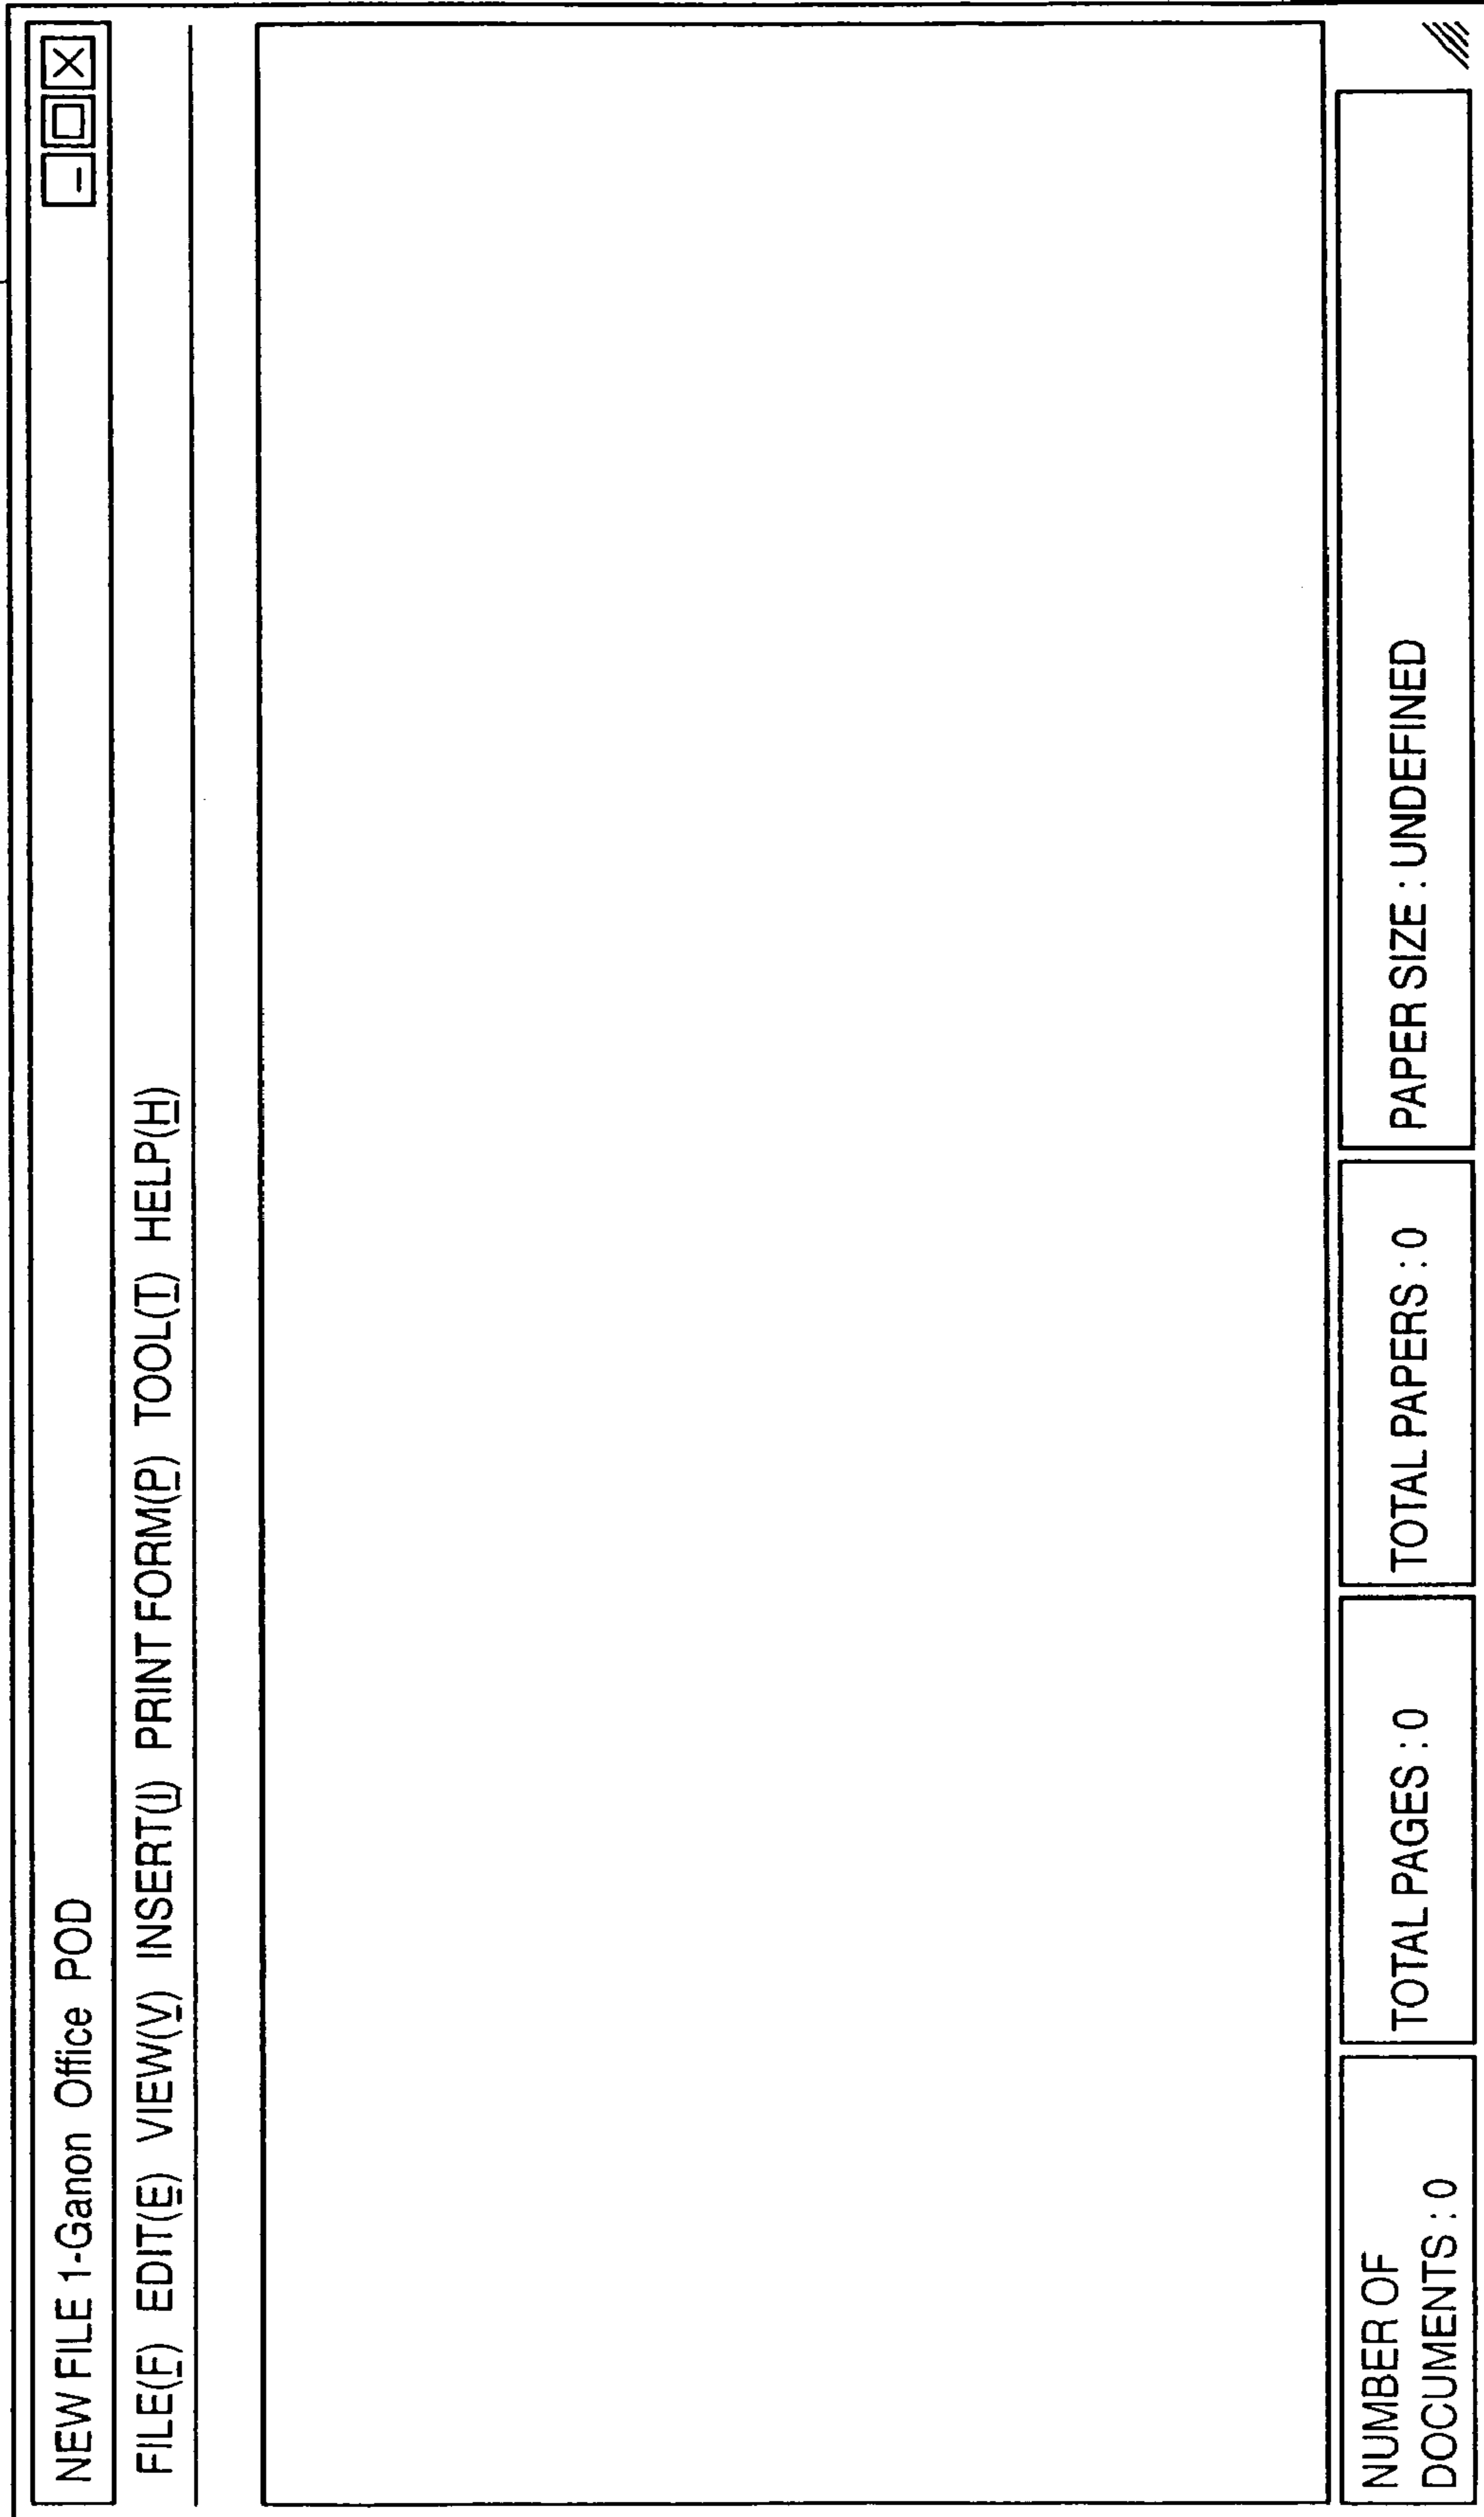 NEW FILE 1-Ganon Office POD
FILE(F) EDIT(E) VIEW(V) INSERT(I) PRINT FORM(P) TOOL(T) HELP(H)
NUMBER OF
DOCUMENTS : 0
TOTAL PAGES : 0
TOTAL PAPERS : 0
PAPER SIZE : UNDEFINED